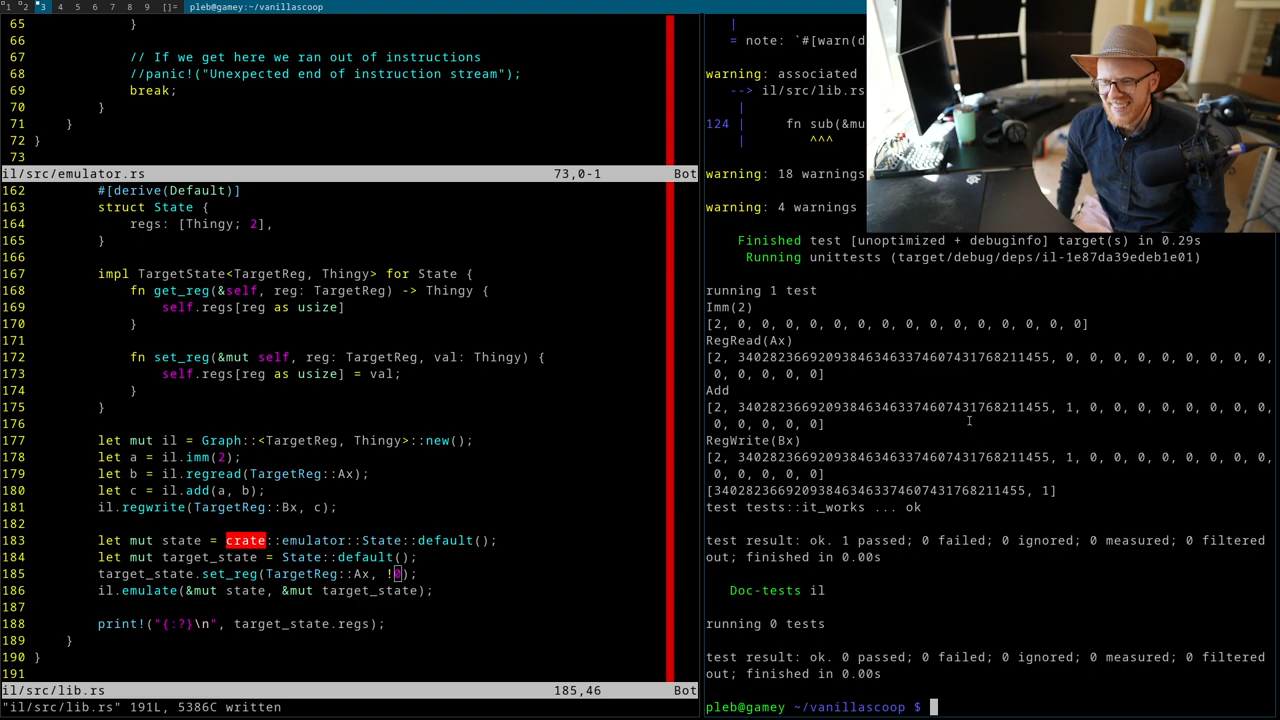 1 2 3 4 5 6 7 8 9 []= pleb@gamey:~/vanillascoop
65 }
66
67 // If we get here we ran out of instructions
68 //panic!("Unexpected end of instruction stream");
69 break;
70 }
71 }
72 }
73
il/src/emulator.rs 73,0-1 Bot
162 #[derive(Default)]
163 struct State {
164 regs: [Thingy; 2],
165 }
166
167 impl TargetState<TargetReg, Thingy> for State {
168 fn get_reg(&self, reg: TargetReg) -> Thingy {
169 self.regs[reg as usize]
170 }
171
172 fn set_reg(&mut self, reg: TargetReg, val: Thingy) {
173 self.regs[reg as usize] = val;
174 }
175 }
176
177 let mut il = Graph::<TargetReg, Thingy>::new();
178 let a = il.imm(2);
179 let b = il.regread(TargetReg::Ax);
180 let c = il.add(a, b);
181 il.regwrite(TargetReg::Bx, c);
182
183 let mut state = crate::emulator::State::default();
184 let mut target_state = State::default();
185 target_state.set_reg(TargetReg::Ax, !0);
186 il.emulate(&mut state, &mut target_state);
187
188 print!("{:?}\n", target_state.regs);
189 }
190 }
191
il/src/lib.rs 185,46 Bot
"il/src/lib.rs" 191L, 5386C written
|
= note: `#[warn(d
warning: associated
--> il/src/lib.rs
|
124 | fn sub(&mu
| ^^^
warning: 18 warnings
warning: 4 warnings
Finished test [unoptimized + debuginfo] target(s) in 0.29s
Running unittests (target/debug/deps/il-1e87da39edeb1e01)
running 1 test
Imm(2)
[2, 0, 0, 0, 0, 0, 0, 0, 0, 0, 0, 0, 0, 0, 0, 0]
RegRead(Ax)
[2, 340282366920938463463374607431768211455, 0, 0, 0, 0, 0, 0, 0, 0, 0,
0, 0, 0, 0, 0]
Add
[2, 340282366920938463463374607431768211455, 1, 0, 0, 0, 0, 0, 0, 0, 0,
0, 0, 0, 0, 0]
RegWrite(Bx)
[2, 340282366920938463463374607431768211455, 1, 0, 0, 0, 0, 0, 0, 0, 0,
0, 0, 0, 0, 0]
[340282366920938463463374607431768211455, 1]
test tests::it_works ... ok
test result: ok. 1 passed; 0 failed; 0 ignored; 0 measured; 0 filtered
out; finished in 0.00s
Doc-tests il
running 0 tests
test result: ok. 0 passed; 0 failed; 0 ignored; 0 measured; 0 filtered
out; finished in 0.00s
pleb@gamey ~/vanillascoop $